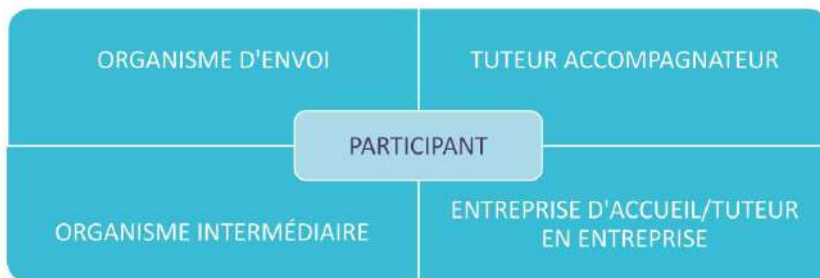 ORGANISME D'ENVOI
TUTEUR ACCOMPAGNATEUR
PARTICIPANT
ORGANISME INTERMÉDIAIRE
ENTREPRISE D'ACCUEIL/TUTEUR
EN ENTREPRISE